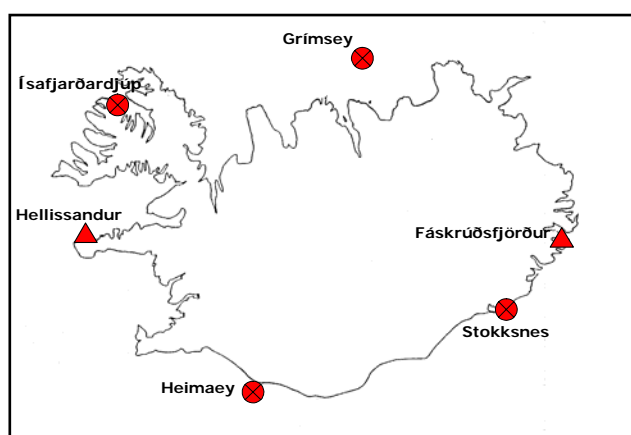 Grímsey
Ísafjarðardjúp
Hellissandur
Fáskrúðsfjörður
Stokksnes
Heimaey